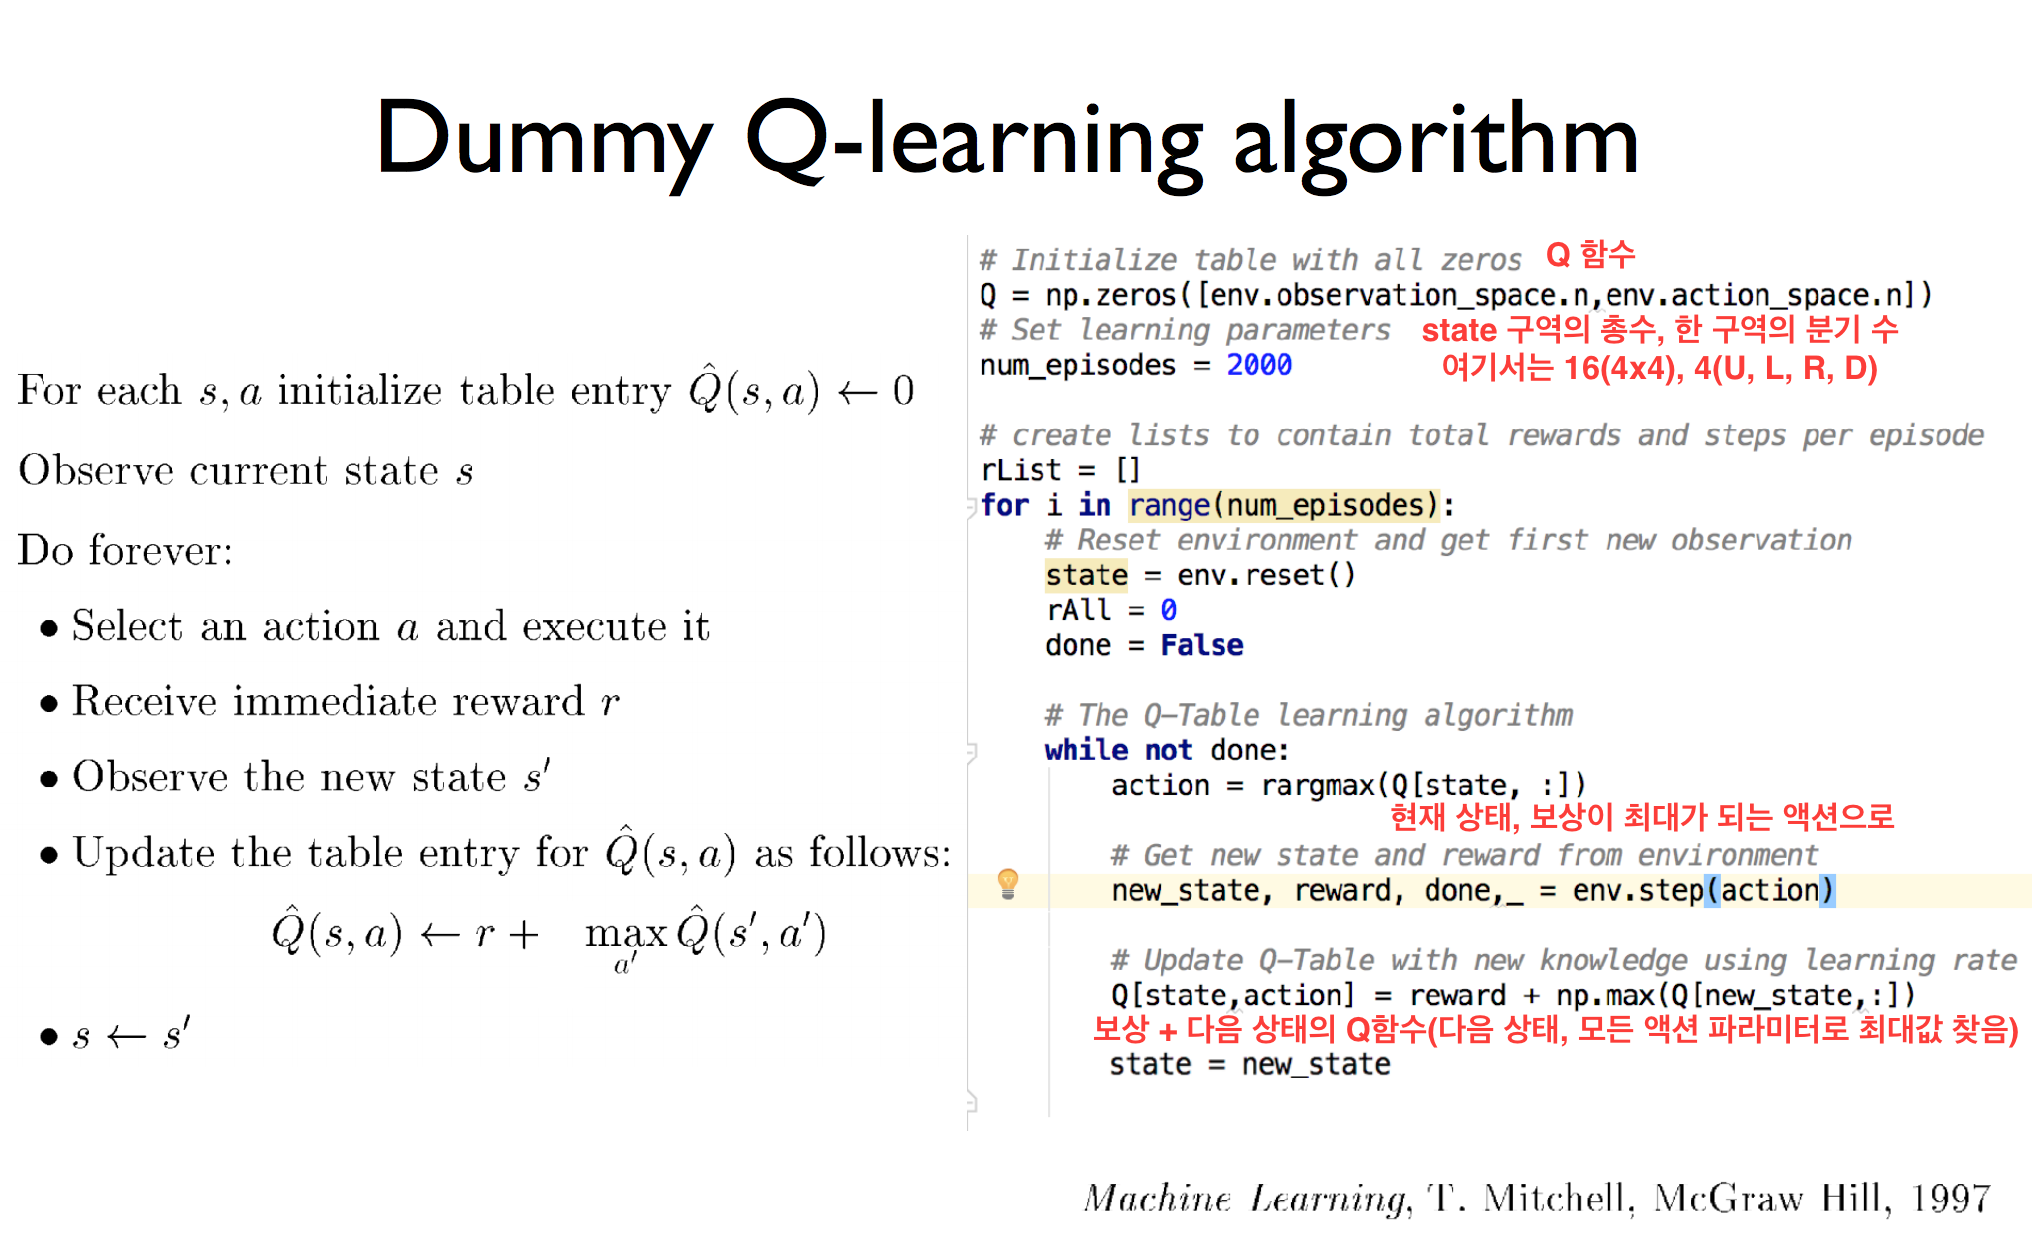 Dummy Q-learning algorithm
For each s, a initialize table entry Q̂(s, a) ← 0
Observe current state s
Do forever:
• Select an action a and execute it
• Receive immediate reward r
• Observe the new state s′
• Update the table entry for Q̂(s, a) as follows:
Q̂(s, a) ← r + max Q̂(s′, a′)
a′
• s ← s′
# Initialize table with all zeros Q 함수
Q = np.zeros([env.observation_space.n,env.action_space.n])
# Set learning parameters state 구역의 총수, 한 구역의 분기 수
num_episodes = 2000 여기서는 16(4x4), 4(U, L, R, D)
# create lists to contain total rewards and steps per episode
rList = []
for i in range(num_episodes):
# Reset environment and get first new observation
state = env.reset()
rAll = 0
done = False
# The Q-Table learning algorithm
while not done:
action = rargmax(Q[state, :])
현재 상태, 보상이 최대가 되는 액션으로
# Get new state and reward from environment
new_state, reward, done,_ = env.step(action)
# Update Q-Table with new knowledge using learning rate
Q[state,action] = reward + np.max(Q[new_state,:])
보상 + 다음 상태의 Q함수(다음 상태, 모든 액션 파라미터로 최대값 찾음)
state = new_state
Machine Learning, T. Mitchell, McGraw Hill, 1997